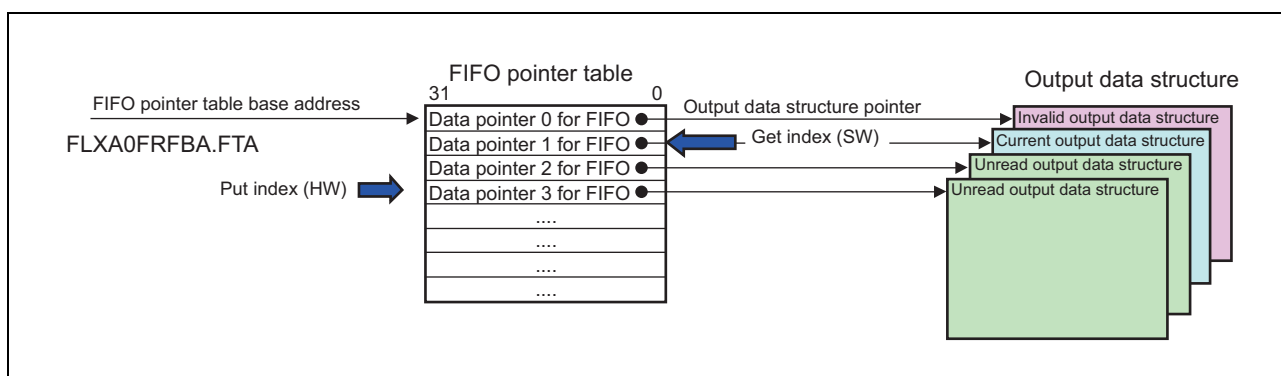 FIFO pointer table
Output data structure
31 0
FIFO pointer table base address
FLXA0FRFBA.FTA
Data pointer 0 for FIFO
Output data structure pointer
Invalid output data structure
Data pointer 1 for FIFO
Get index (SW)
Current output data structure
Data pointer 2 for FIFO
Unread output data structure
Put index (HW)
Data pointer 3 for FIFO
Unread output data structure
....
....
....
....